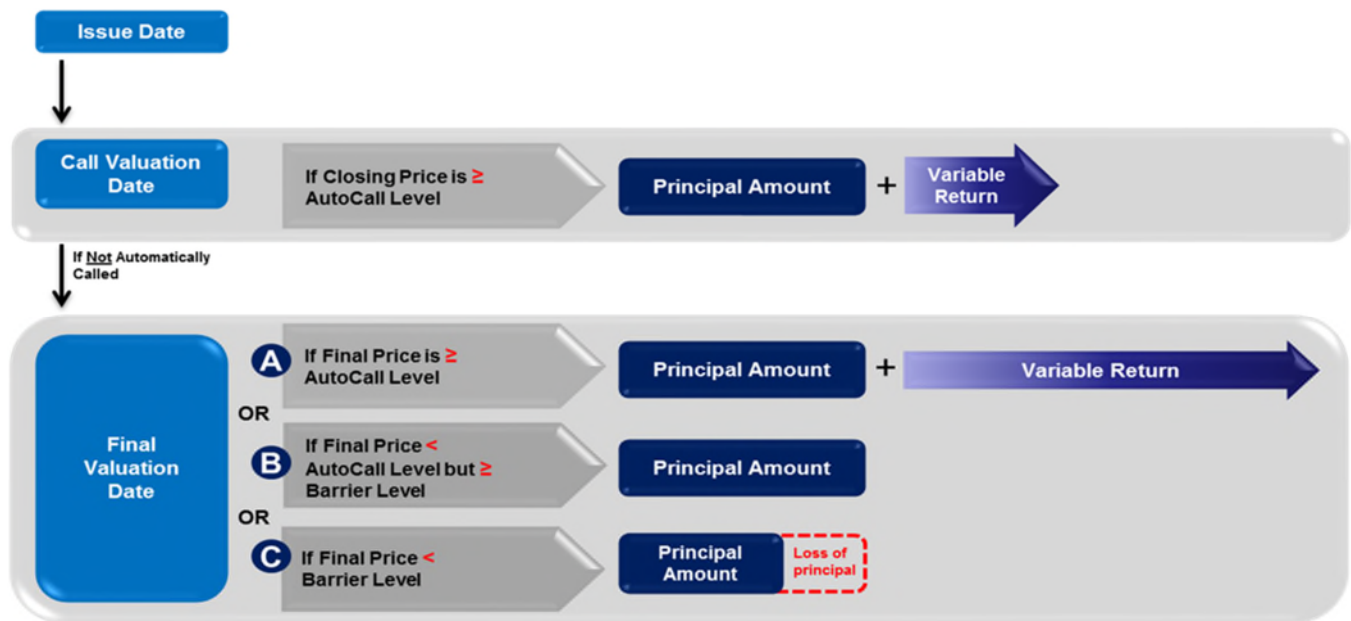 Issue Date
Call Valuation
Date
If Closing Price is ≥
AutoCall Level
Principal Amount
+
Variable
Return
If Not Automatically
Called
Final
Valuation
Date
A
If Final Price is ≥
AutoCall Level
Principal Amount
+
Variable Return
OR
B
If Final Price <
AutoCall Level but ≥
Barrier Level
Principal Amount
OR
C
If Final Price <
Barrier Level
Principal
Amount
Loss of
principal